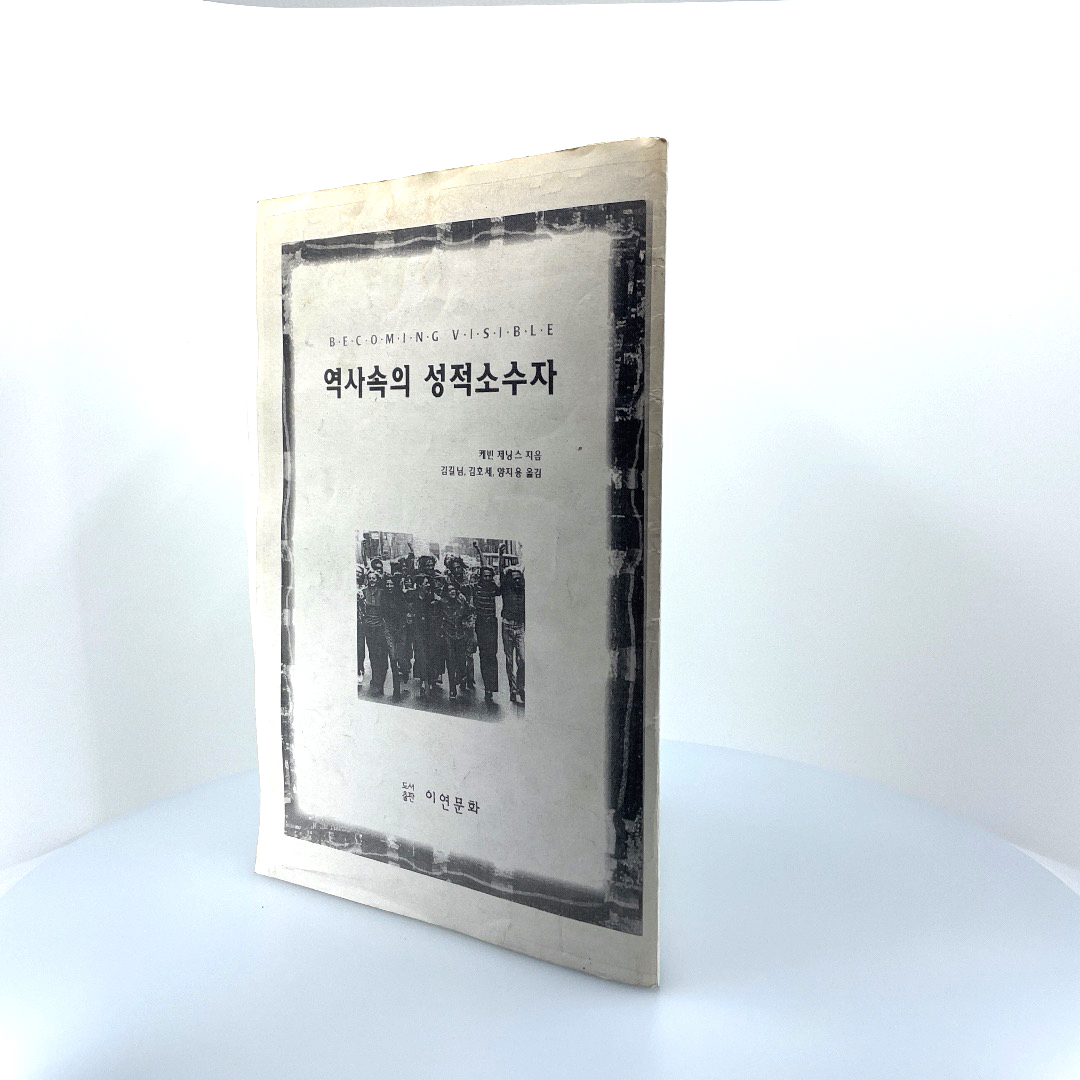 B·E·C·O·M·I·N·G V·I·S·I·B·L·E
역사속의 성적소수자
케빈 제닝스 지음
김길님, 김호세, 양지용 옮김
도서출판 이연문화